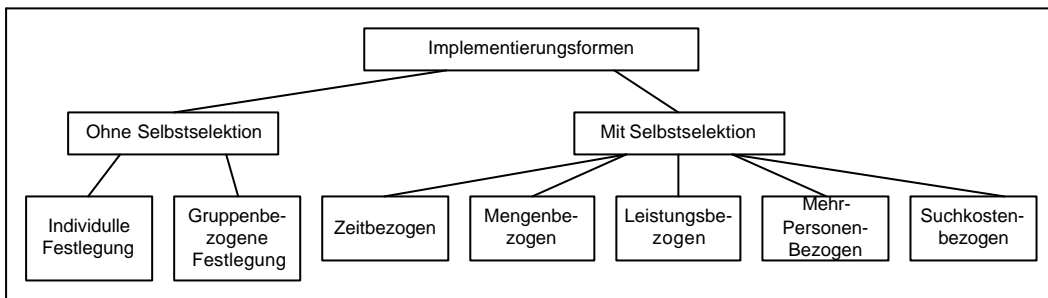 Implementierungsformen
Ohne Selbstselektion
Mit Selbstselektion
Individulle
Festlegung
Gruppenbe-
zogene
Festlegung
Zeitbezogen
Mengenbe-
zogen
Leistungsbe-
zogen
Mehr-
Personen-
Bezogen
Suchkosten-
bezogen